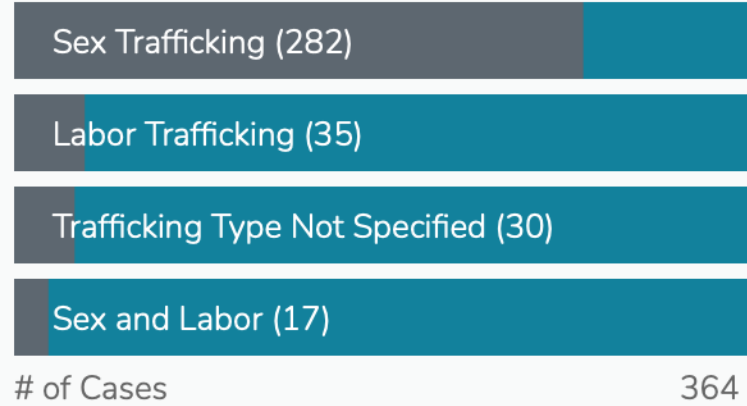 Sex Trafficking (282)
Labor Trafficking (35)
Trafficking Type Not Specified (30)
Sex and Labor (17)
# of Cases 364